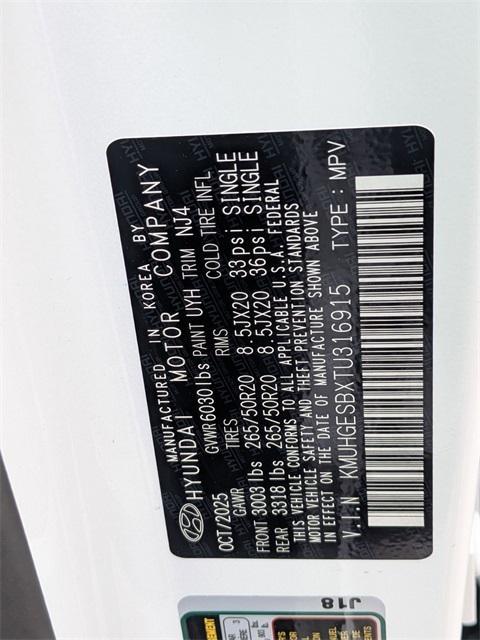 MANUFACTURED IN KOREA BY
HYUNDAI MOTOR COMPANY
OCT/2025 GVWR 6030 lbs PAINT UYH TRIM NJ4
GAWR TIRES RIMS COLD TIRE INFL
FRONT 3003 lbs 265/50R20 8.5JX20 33psi SINGLE
REAR 3318 lbs 265/50R20 8.5JX20 36psi SINGLE
THIS VEHICLE CONFORMS TO ALL APPLICABLE U.S.A. FEDERAL
MOTOR VEHICLE SAFETY AND THEFT PREVENTION STANDARDS
IN EFFECT ON THE DATE OF MANUFACTURE SHOWN ABOVE
V.I.N KMUHGESBXTU316915 TYPE : MPV
J18